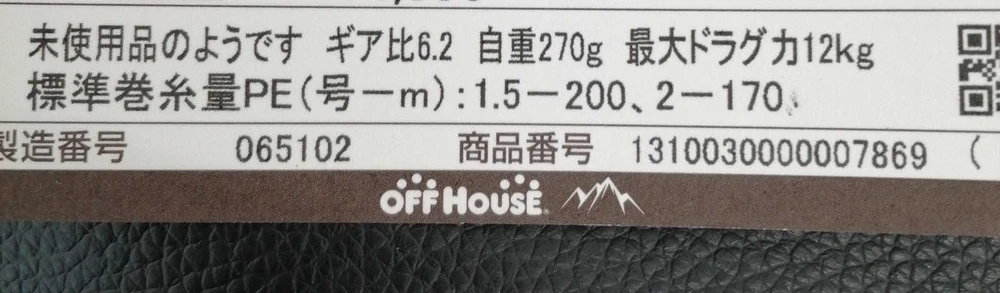 未使用品のようです ギア比6.2 自重270g 最大ドラグ力12kg
標準巻糸量PE(号ーm):1.5ー200、2ー170
製造番号 065102 商品番号 1310030000007869 (
OFF HOUSE